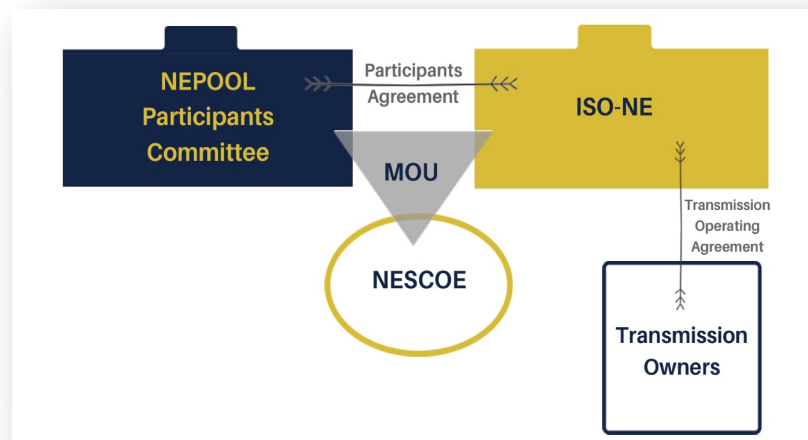 NEPOOL
Participants
Committee
Participants
Agreement
ISO-NE
MOU
NESCOE
Transmission
Operating
Agreement
Transmission
Owners